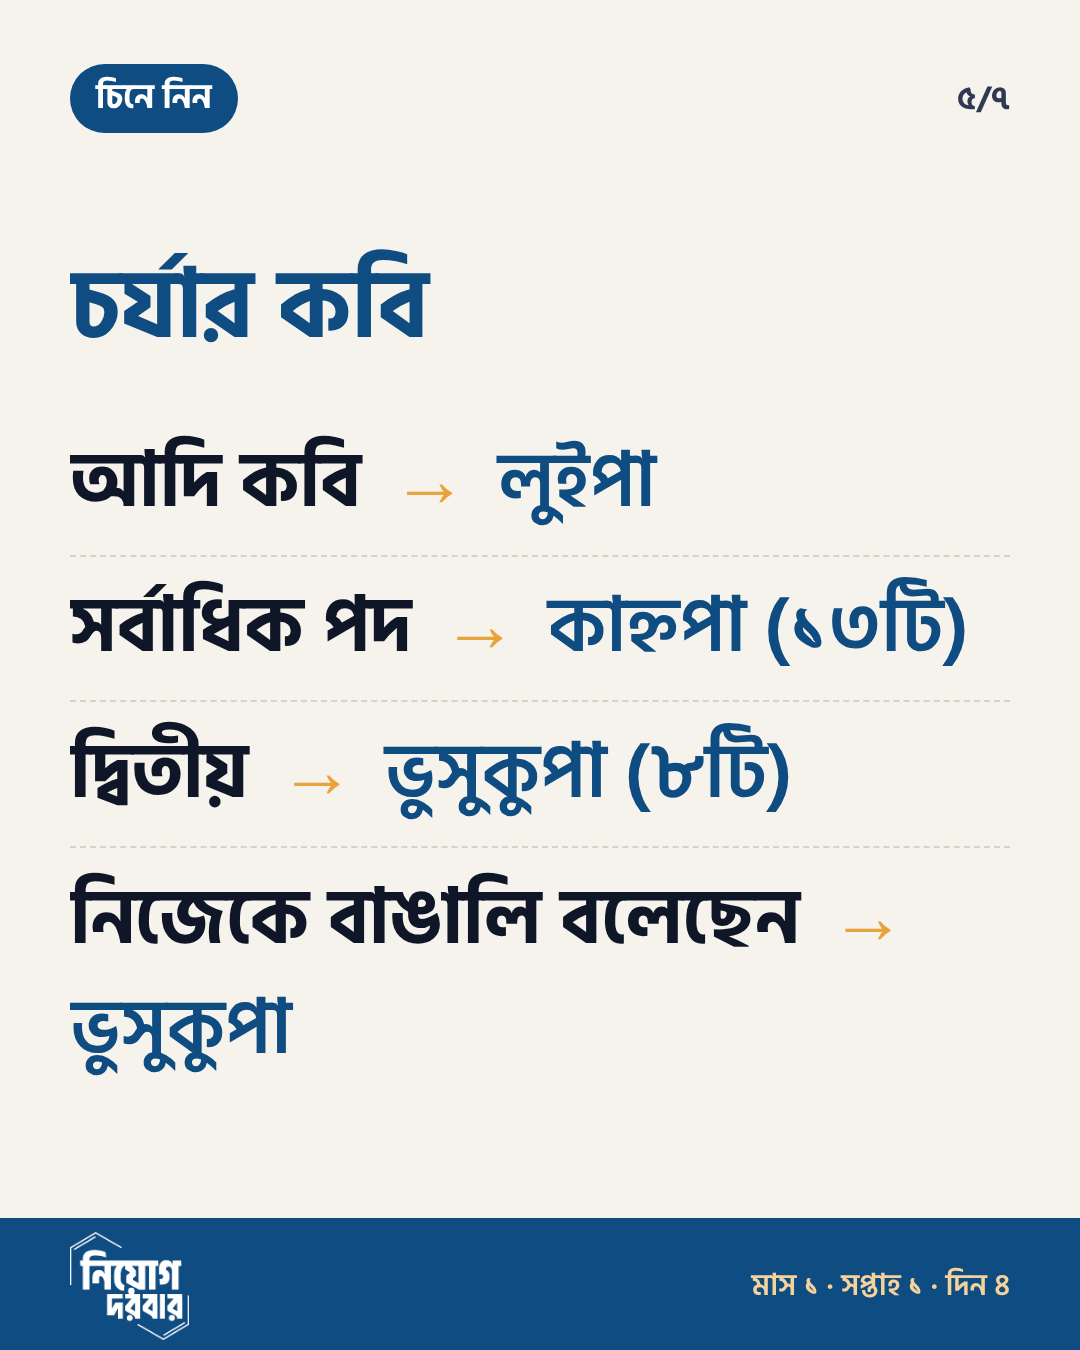 চিনে নিন
৫/৭
চর্যার কবি
আদি কবি → লুইপা
সর্বাধিক পদ → কাহ্নপা (১৩টি)
দ্বিতীয় → ভুসুকুপা (৮টি)
নিজেকে বাঙালি বলেছেন →
ভুসুকুপা
নিয়োগ
দরবার
মাস ১ · সপ্তাহ ১ · দিন ৪